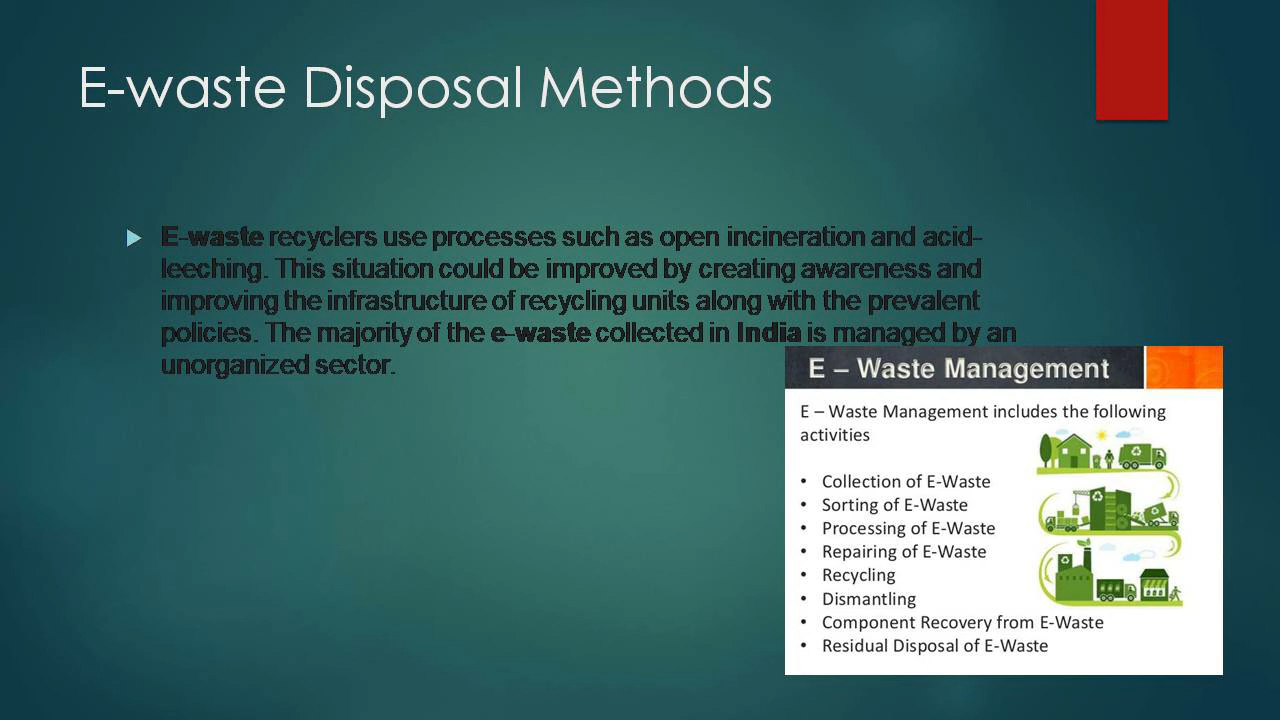 E-waste Disposal Methods
E-waste recyclers use processes such as open incineration and acid-
leeching. This situation could be improved by creating awareness and
improving the infrastructure of recycling units along with the prevalent
policies. The majority of the e-waste collected in India is managed by an
unorganized sector.
E – Waste Management
E – Waste Management includes the following
activities
• Collection of E-Waste
• Sorting of E-Waste
• Processing of E-Waste
• Repairing of E-Waste
• Recycling
• Dismantling
• Component Recovery from E-Waste
• Residual Disposal of E-Waste